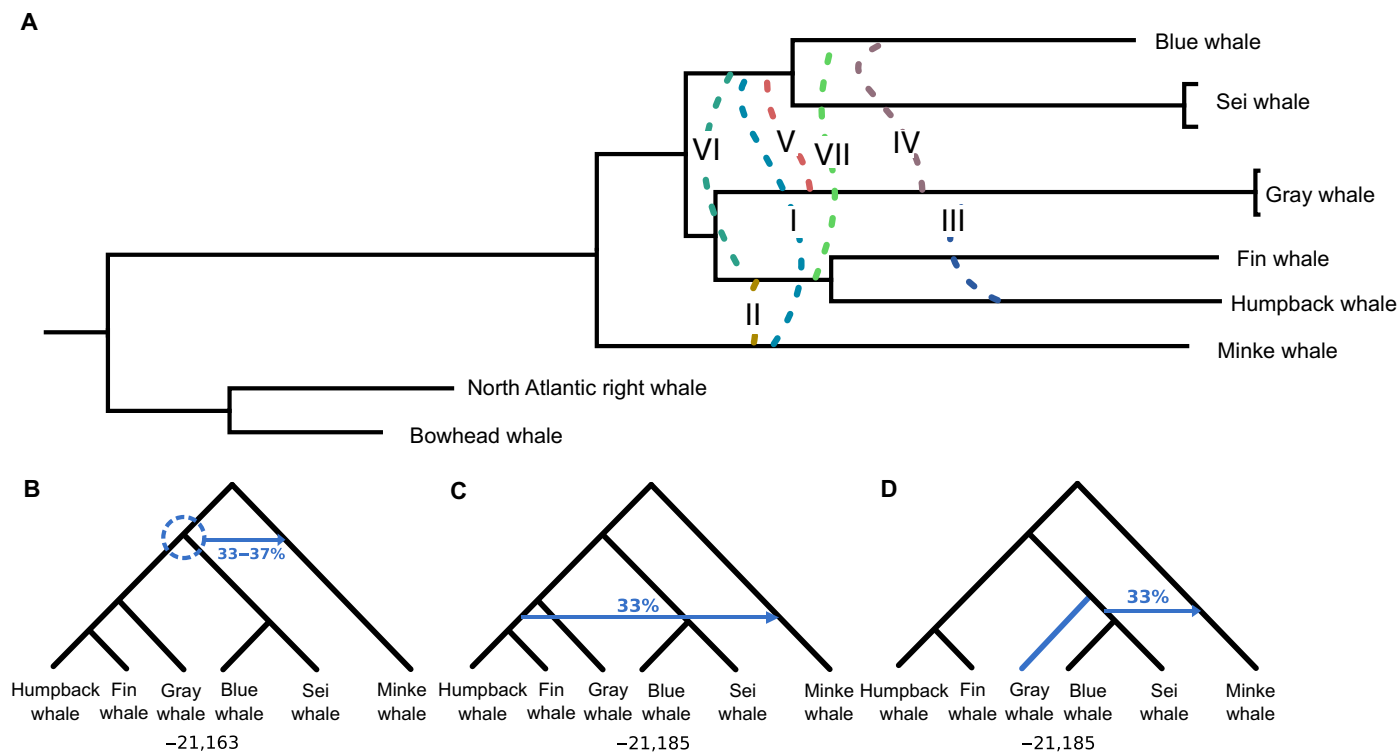 A
Blue whale
Sei whale
VI
V
VII
IV
Gray whale
I
III
Fin whale
Humpback whale
II
Minke whale
North Atlantic right whale
Bowhead whale
B
33–37%
Humpback
whale
Fin
whale
Gray
whale
Blue
whale
Sei
whale
Minke
whale
−21,163
C
33%
Humpback
whale
Fin
whale
Gray
whale
Blue
whale
Sei
whale
Minke
whale
−21,185
D
33%
Humpback
whale
Fin
whale
Gray
whale
Blue
whale
Sei
whale
Minke
whale
−21,185